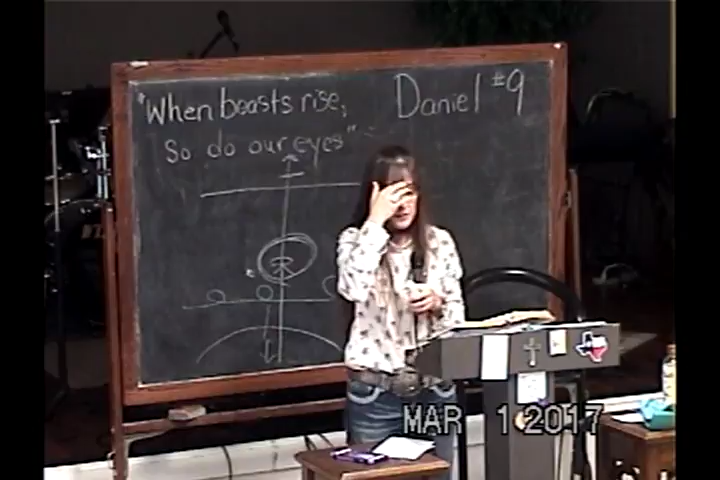 "When beasts rise,
So do our eyes"
Daniel #9
MAR 1 2017